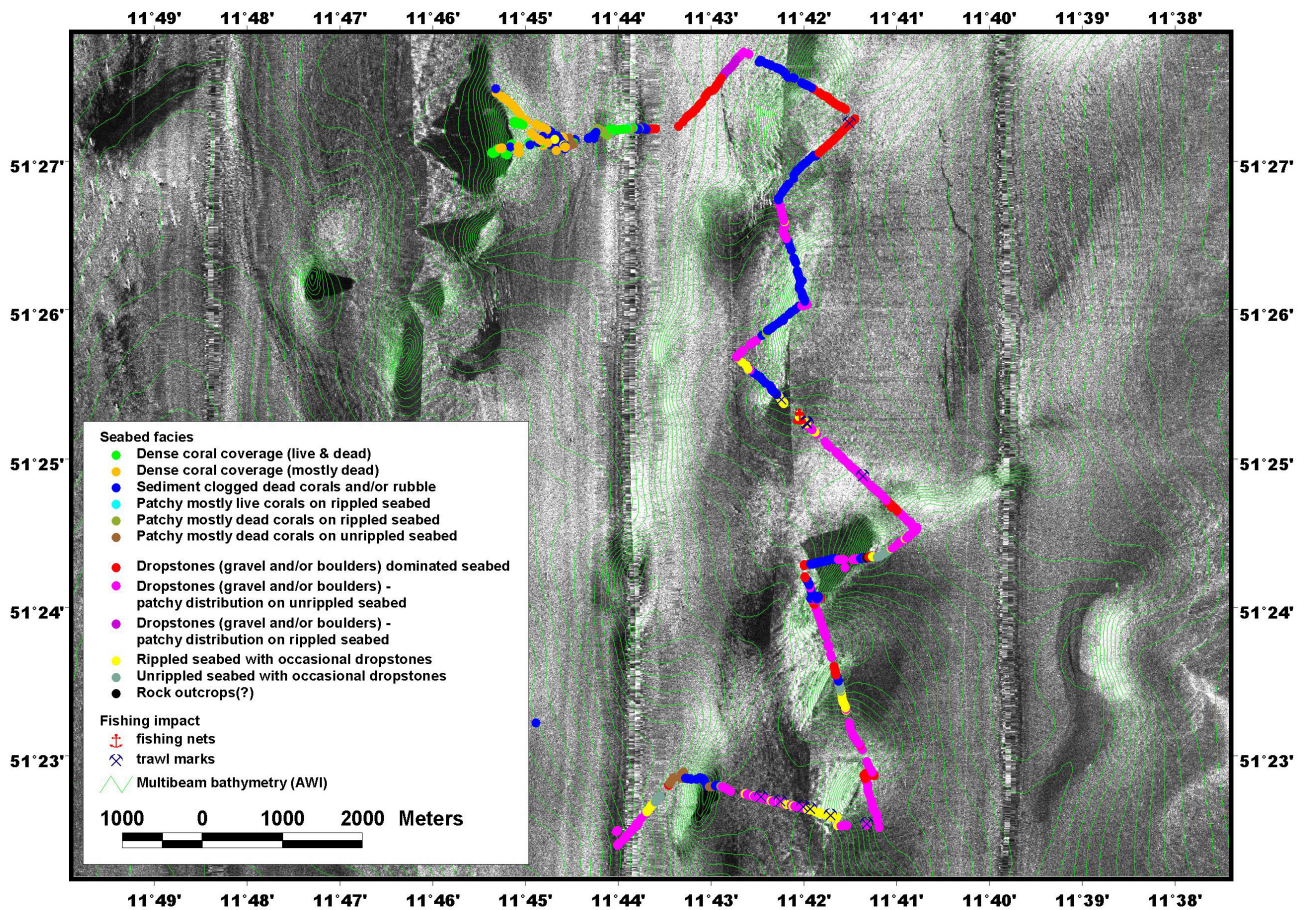 11°49' 11°47' 11°46' 11°45' 11°44' 11°43' 11°42' 11°41' 11°40' 11°39' 11°38'
51°27' 51°27'
51°26' 51°26'
51°25' 51°25'
51°24' 51°24'
51°23' 51°23'
Seabed facies
Dense coral coverage (live & dead)
Dense coral coverage (mostly dead)
Sediment clogged dead corals and/or rubble
Patchy mostly live corals on rippled seabed
Patchy mostly dead corals on rippled seabed
Patchy mostly dead corals on unrippled seabed
Dropstones (gravel and/or boulders) dominated seabed
Dropstones (gravel and/or boulders) -
patchy distribution on unrippled seabed
Dropstones (gravel and/or boulders) -
patchy distribution on rippled seabed
Rippled seabed with occasional dropstones
Unrippled seabed with occasional dropstones
Rock outcrops(?)
Fishing impact
fishing nets
trawl marks
Multibeam bathymetry (AWI)
1000 0 1000 2000 Meters
11°49' 11°48' 11°47' 11°46' 11°45' 11°44' 11°43' 11°42' 11°41' 11°40' 11°39' 11°38'